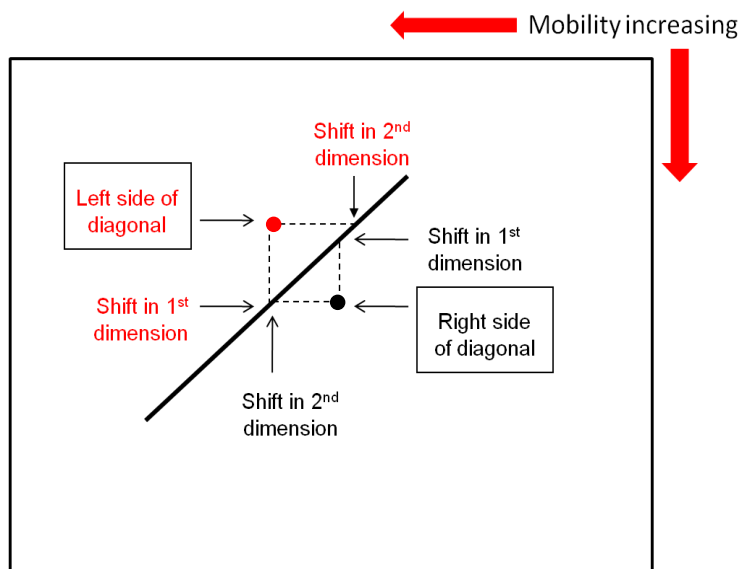 Mobility increasing
Shift in 2nd
dimension
Left side of
diagonal
Shift in 1st
dimension
Shift in 1st
dimension
Right side
of diagonal
Shift in 2nd
dimension